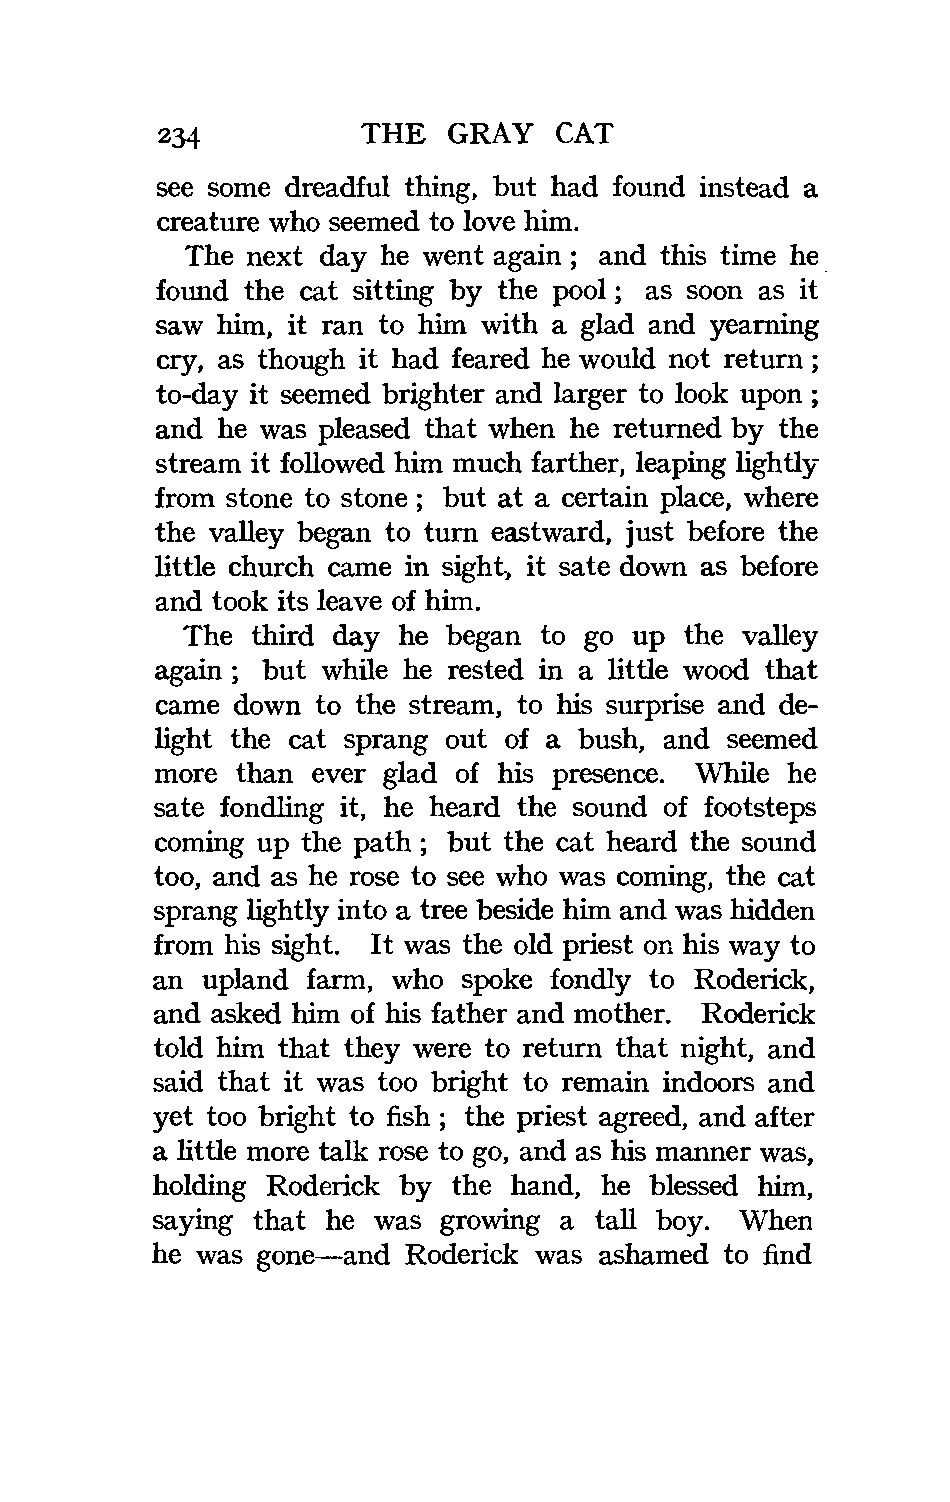 234 THE GRAY CAT
see some dreadful thing, but had found instead a
creature who seemed to love him.
The next day he went again ; and this time he
found the cat sitting by the pool ; as soon as it
saw him, it ran to him with a glad and yearning
cry, as though it had feared he would not return ;
to-day it seemed brighter and larger to look upon ;
and he was pleased that when he returned by the
stream it followed him much farther, leaping lightly
from stone to stone ; but at a certain place, where
the valley began to turn eastward, just before the
little church came in sight, it sate down as before
and took its leave of him.
The third day he began to go up the valley
again ; but while he rested in a little wood that
came down to the stream, to his surprise and de-
light the cat sprang out of a bush, and seemed
more than ever glad of his presence. While he
sate fondling it, he heard the sound of footsteps
coming up the path ; but the cat heard the sound
too, and as he rose to see who was coming, the cat
sprang lightly into a tree beside him and was hidden
from his sight. It was the old priest on his way to
an upland farm, who spoke fondly to Roderick,
and asked him of his father and mother. Roderick
told him that they were to return that night, and
said that it was too bright to remain indoors and
yet too bright to fish ; the priest agreed, and after
a little more talk rose to go, and as his manner was,
holding Roderick by the hand, he blessed him,
saying that he was growing a tall boy. When
he was gone—and Roderick was ashamed to find